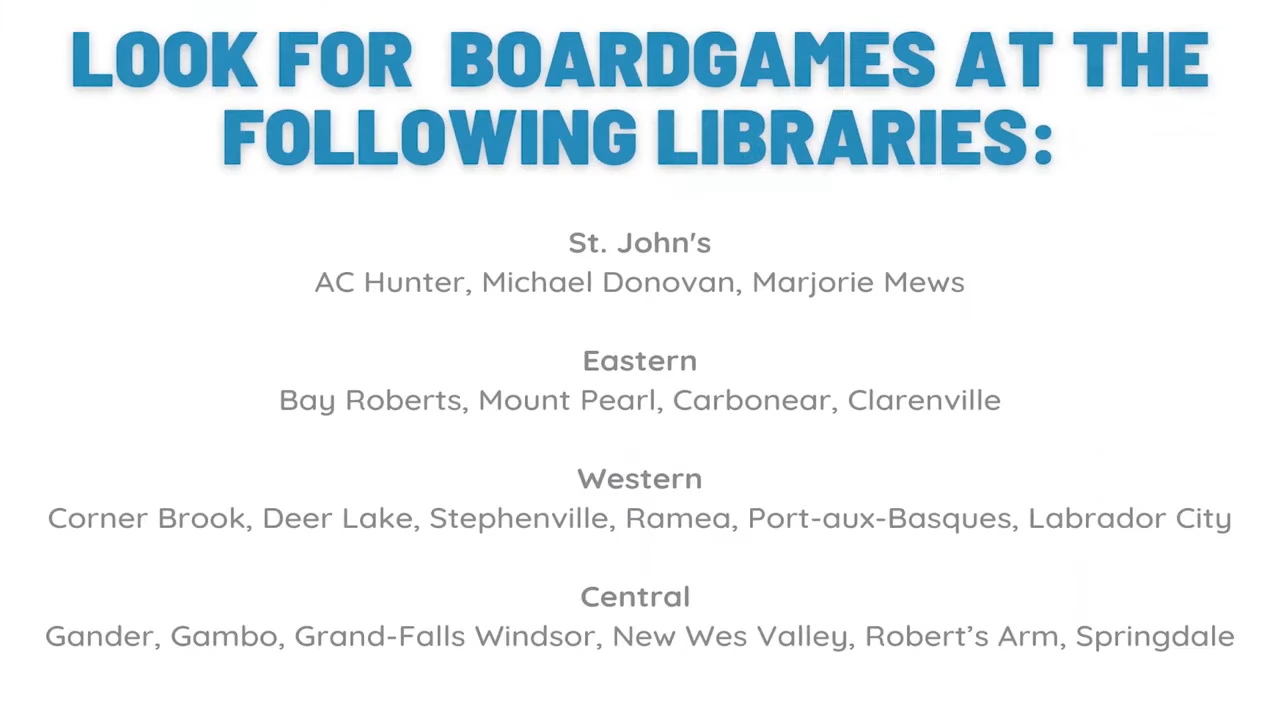 LOOK FOR BOARDGAMES AT THE
FOLLOWING LIBRARIES:
St. John's
AC Hunter, Michael Donovan, Marjorie Mews
Eastern
Bay Roberts, Mount Pearl, Carbonear, Clarenville
Western
Corner Brook, Deer Lake, Stephenville, Ramea, Port-aux-Basques, Labrador City
Central
Gander, Gambo, Grand-Falls Windsor, New Wes Valley, Robert’s Arm, Springdale